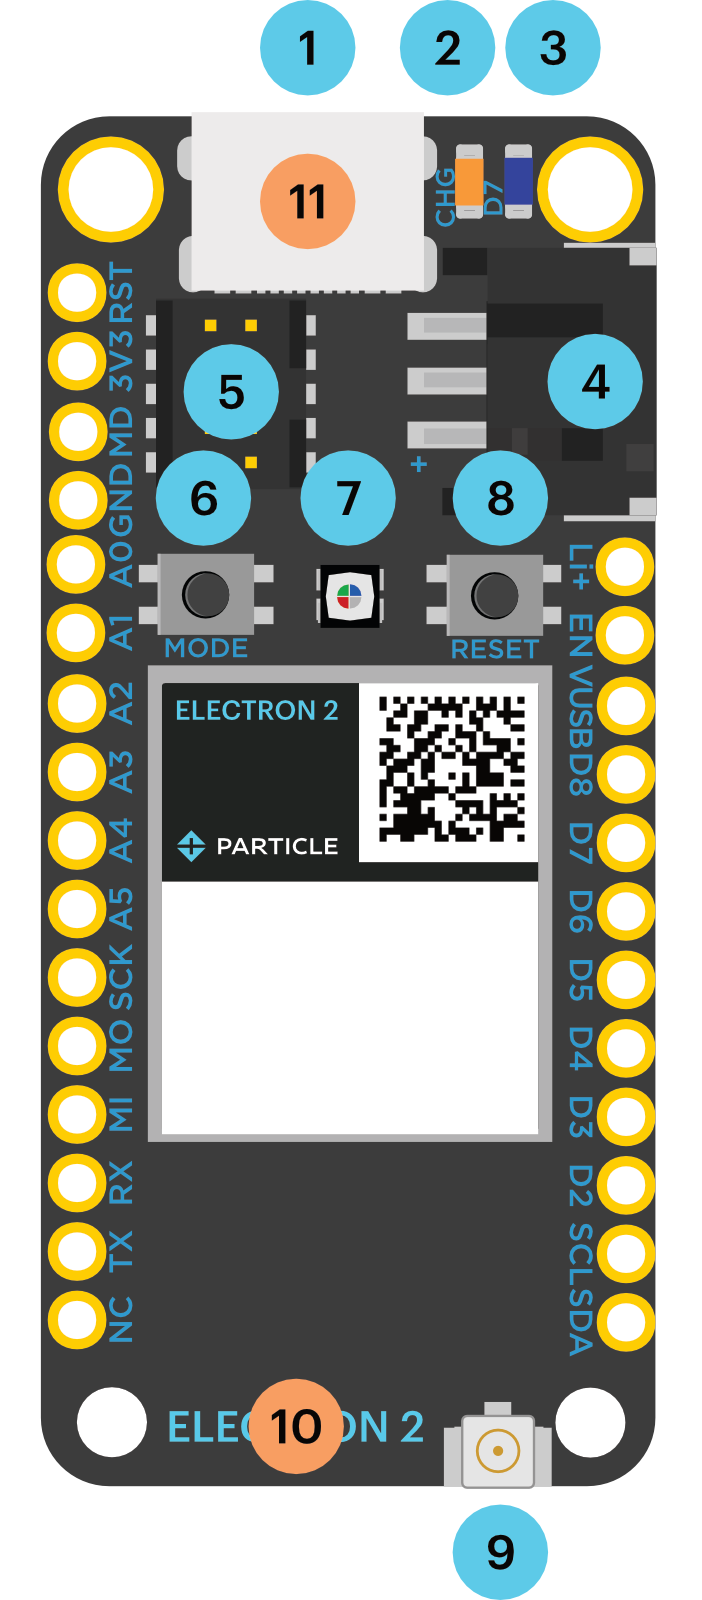 1
2
3
11
CHG
D7
RST
3V3
MD
GND
A0
A1
A2
A3
A4
A5
SCK
MO
MI
RX
TX
NC
4
5
+
6
7
8
MODE
RESET
ELECTRON 2
PARTICLE
Li+
EN
VUSB
D8
D7
D6
D5
D4
D3
D2
SCL
SDA
ELEC
10
ON 2
9